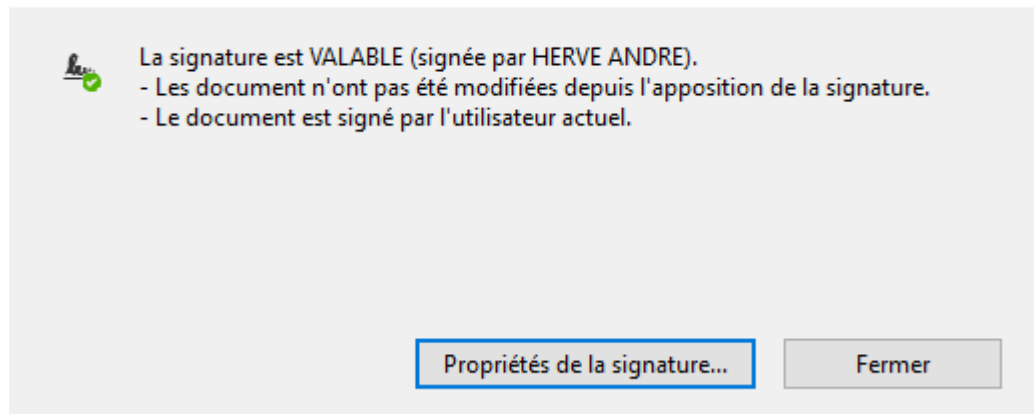 La signature est VALABLE (signée par HERVE ANDRE).
- Les document n'ont pas été modifiées depuis l'apposition de la signature.
- Le document est signé par l'utilisateur actuel.
Propriétés de la signature...
Fermer